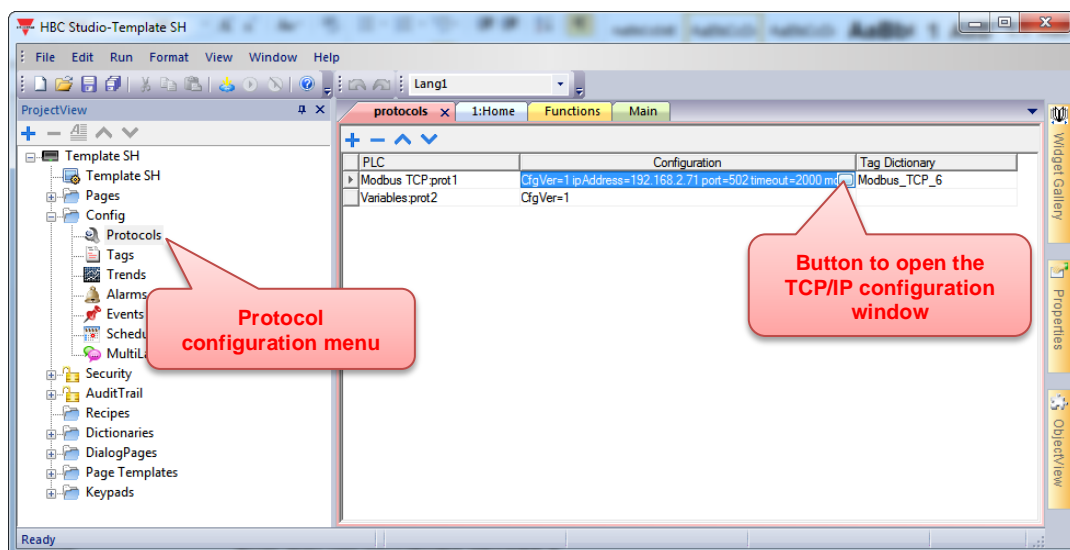 HBC Studio-Template SH
File Edit Run Format View Window Help
Lang1
ProjectView
protocols 1:Home Functions Main
Template SH
Template SH
Pages
Config
Protocols
Tags
Trends
Alarms
Events
Schedu
MultiLa
Security
AuditTrail
Recipes
Dictionaries
DialogPages
Page Templates
Keypads
PLC Configuration Tag Dictionary
Modbus TCP:prot1 CfgVer=1 ipAddress=192.168.2.71 port=502 timeout=2000 mo Modbus_TCP_6
Variables:prot2 CfgVer=1
Protocol
configuration menu
Button to open the
TCP/IP configuration
window
Widget Gallery
Properties
ObjectView
Ready